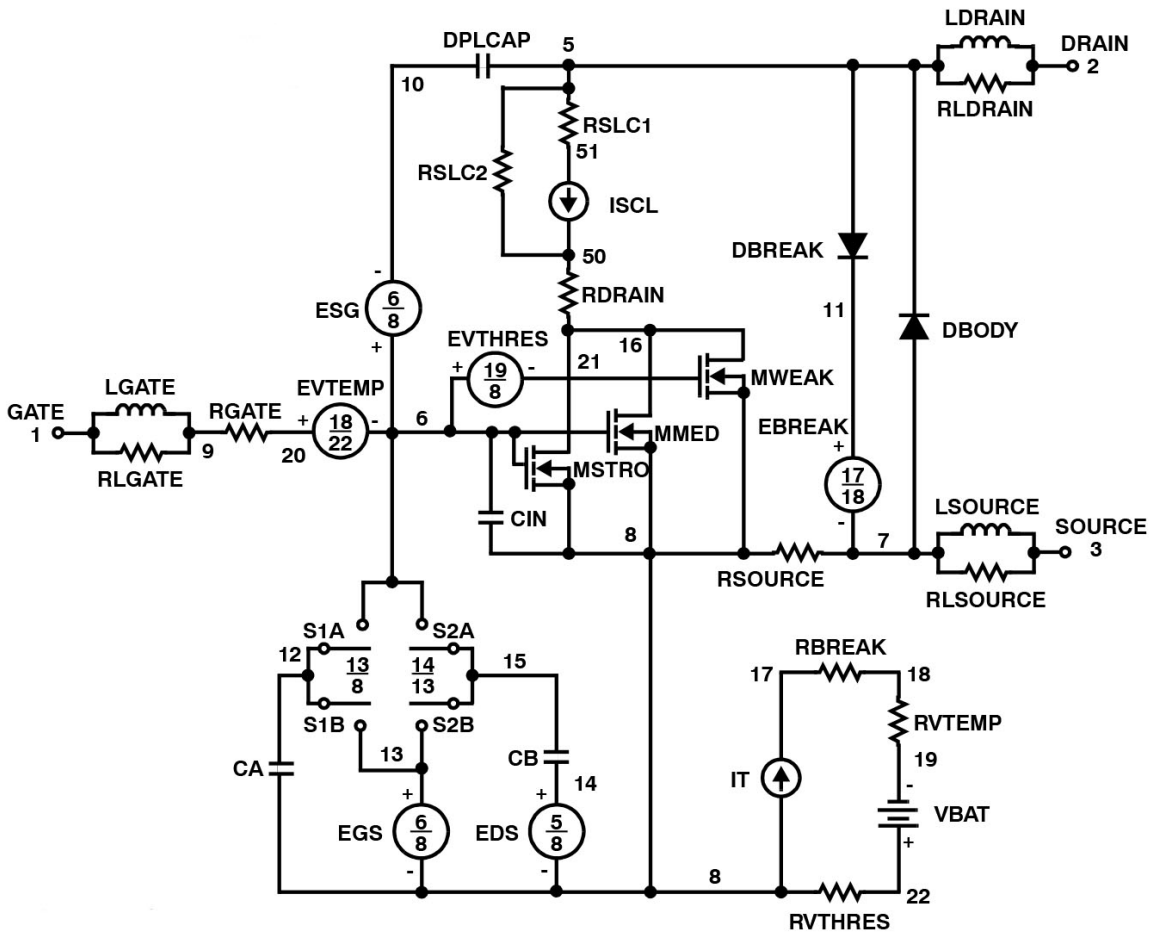 LDRAIN
DPLCAP
5
DRAIN
2
10
RLDRAIN
RSLC1
51
RSLC2
ISCL
50
DBREAK
RDRAIN
11
ESG
6
8
-
+
DBODY
EVTHRES
16
21
+
19
8
-
MWEAK
LGATE
EVTEMP
GATE
1
RGATE
+
18
22
-
6
9
20
RLGATE
MMED
EBREAK
+
17
18
-
MSTRO
CIN
LSOURCE
8
7
SOURCE
3
RSOURCE
RLSOURCE
S1A
S2A
12
13
8
14
13
15
S1B
S2B
RBREAK
17
18
RVTEMP
13
CB
CA
14
19
IT
-
VBAT
+
+
EGS
6
8
-
+
EDS
5
8
-
8
22
RVTHRES